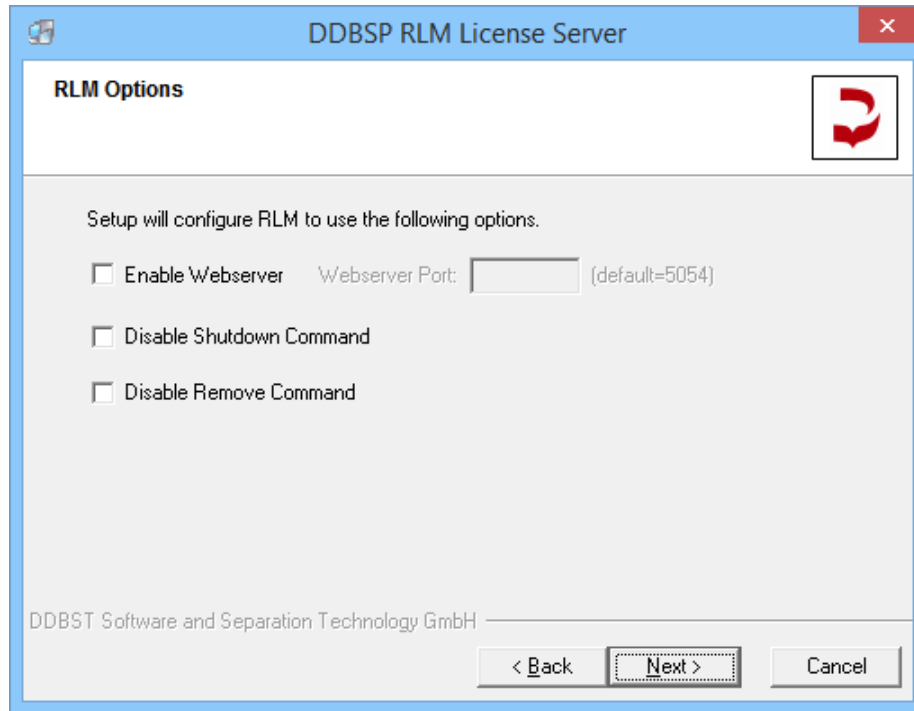 DDBSP RLM License Server
RLM Options
Setup will configure RLM to use the following options.
Enable Webserver Webserver Port: (default=5054)
Disable Shutdown Command
Disable Remove Command
DDBST Software and Separation Technology GmbH
< Back Next > Cancel